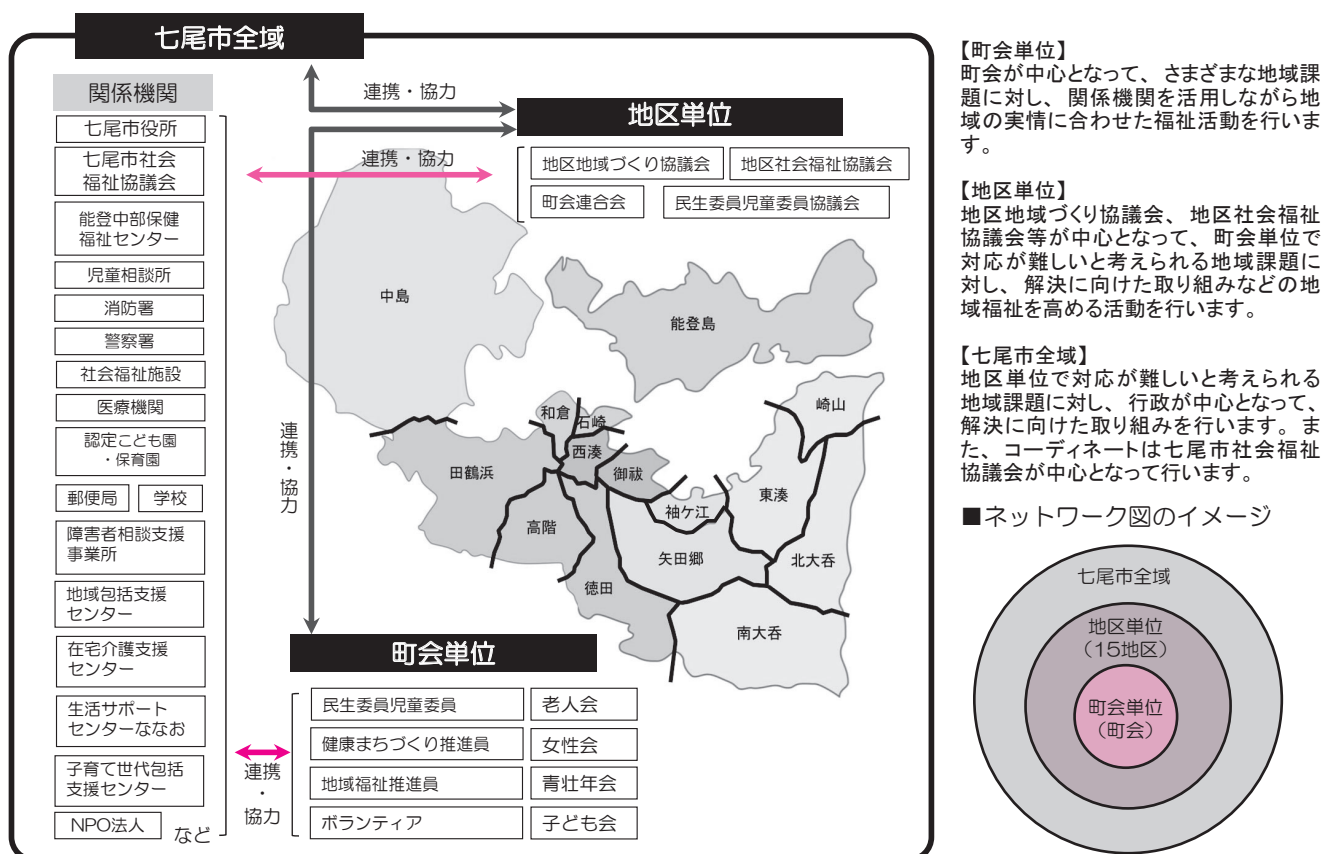 七尾市全域
関係機関
七尾市役所
七尾市社会
福祉協議会
能登中部保健
福祉センター
児童相談所
消防署
警察署
社会福祉施設
医療機関
認定こども園
・保育園
郵便局
学校
障害者相談支援
事業所
地域包括支援
センター
在宅介護支援
センター
生活サポート
センターななお
子育て世代包括
支援センター
NPO法人
など
連携・協力
地区単位
連携・協力
地区地域づくり協議会
地区社会福祉協議会
町会連合会
民生委員児童委員協議会
中島
能登島
崎山
和倉
石崎
西湊
御祓
田鶴浜
東湊
袖ケ江
高階
矢田郷
北大呑
徳田
南大呑
連携・協力
町会単位
連携
・
協力
民生委員児童委員
老人会
健康まちづくり推進員
女性会
地域福祉推進員
青壮年会
ボランティア
子ども会
【町会単位】
町会が中心となって、さまざまな地域課
題に対し、関係機関を活用しながら地
域の実情に合わせた福祉活動を行いま
す。
【地区単位】
地区地域づくり協議会、地区社会福祉
協議会等が中心となって、町会単位で
対応が難しいと考えられる地域課題に
対し、解決に向けた取り組みなどの地
域福祉を高める活動を行います。
【七尾市全域】
地区単位で対応が難しいと考えられる
地域課題に対し、行政が中心となって、
解決に向けた取り組みを行います。ま
た、コーディネートは七尾市社会福祉
協議会が中心となって行います。
■ネットワーク図のイメージ
七尾市全域
地区単位
（15地区）
町会単位
（町会）